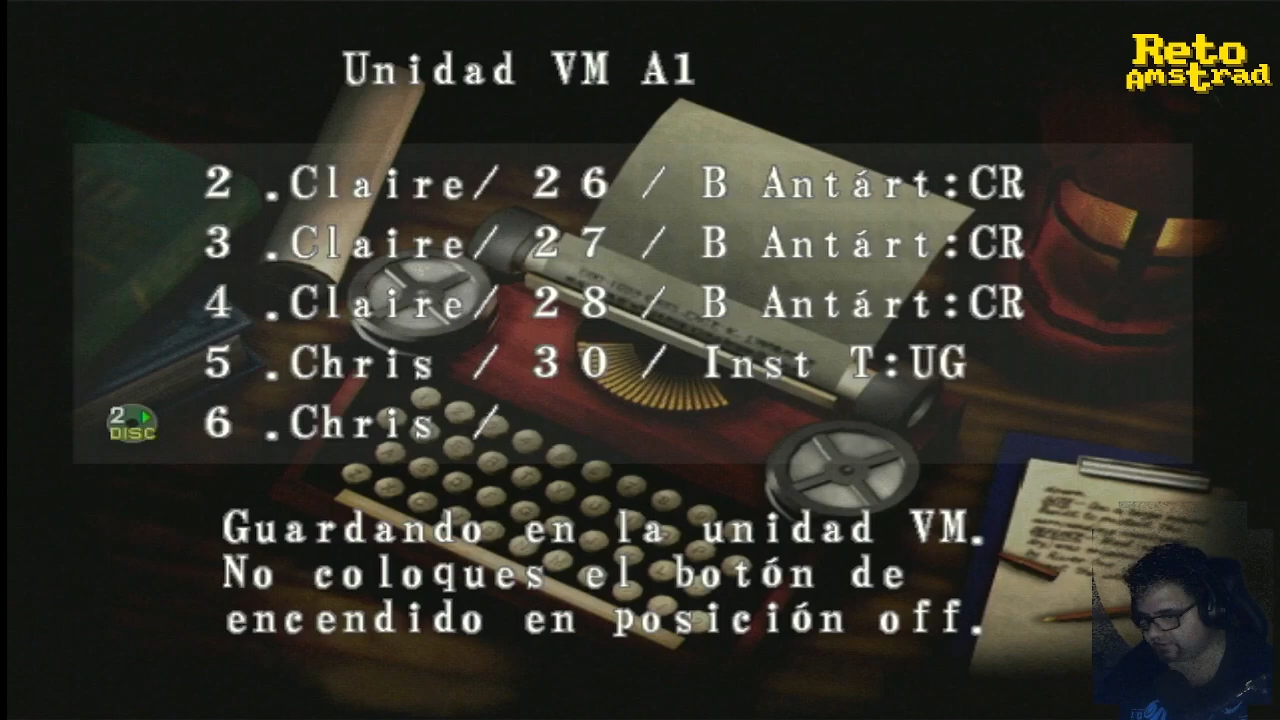 Unidad VM A1
Reto
Amstrad
2 .Claire/ 26 / B Antárt:CR
3 .Claire/ 27 / B Antárt:CR
4 .Claire/ 28 / B Antárt:CR
5 .Chris / 30 / Inst T:UG
2
DISC
6 .Chris /
Guardando en la unidad VM.
No coloques el botón de
encendido en posición off.